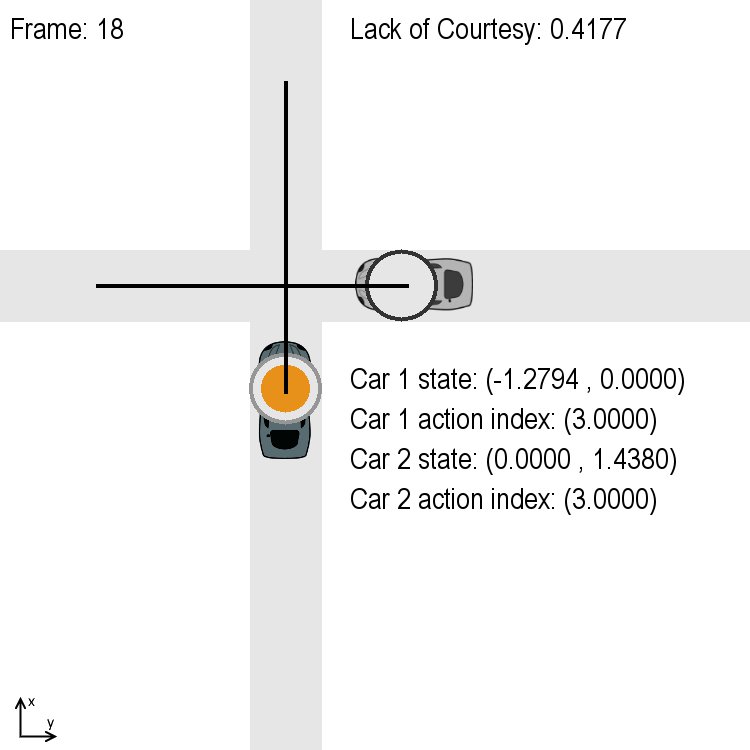 Frame: 18
Lack of Courtesy: 0.4177
Car 1 state: (-1.2794 , 0.0000)
Car 1 action index: (3.0000)
Car 2 state: (0.0000 , 1.4380)
Car 2 action index: (3.0000)
x
y